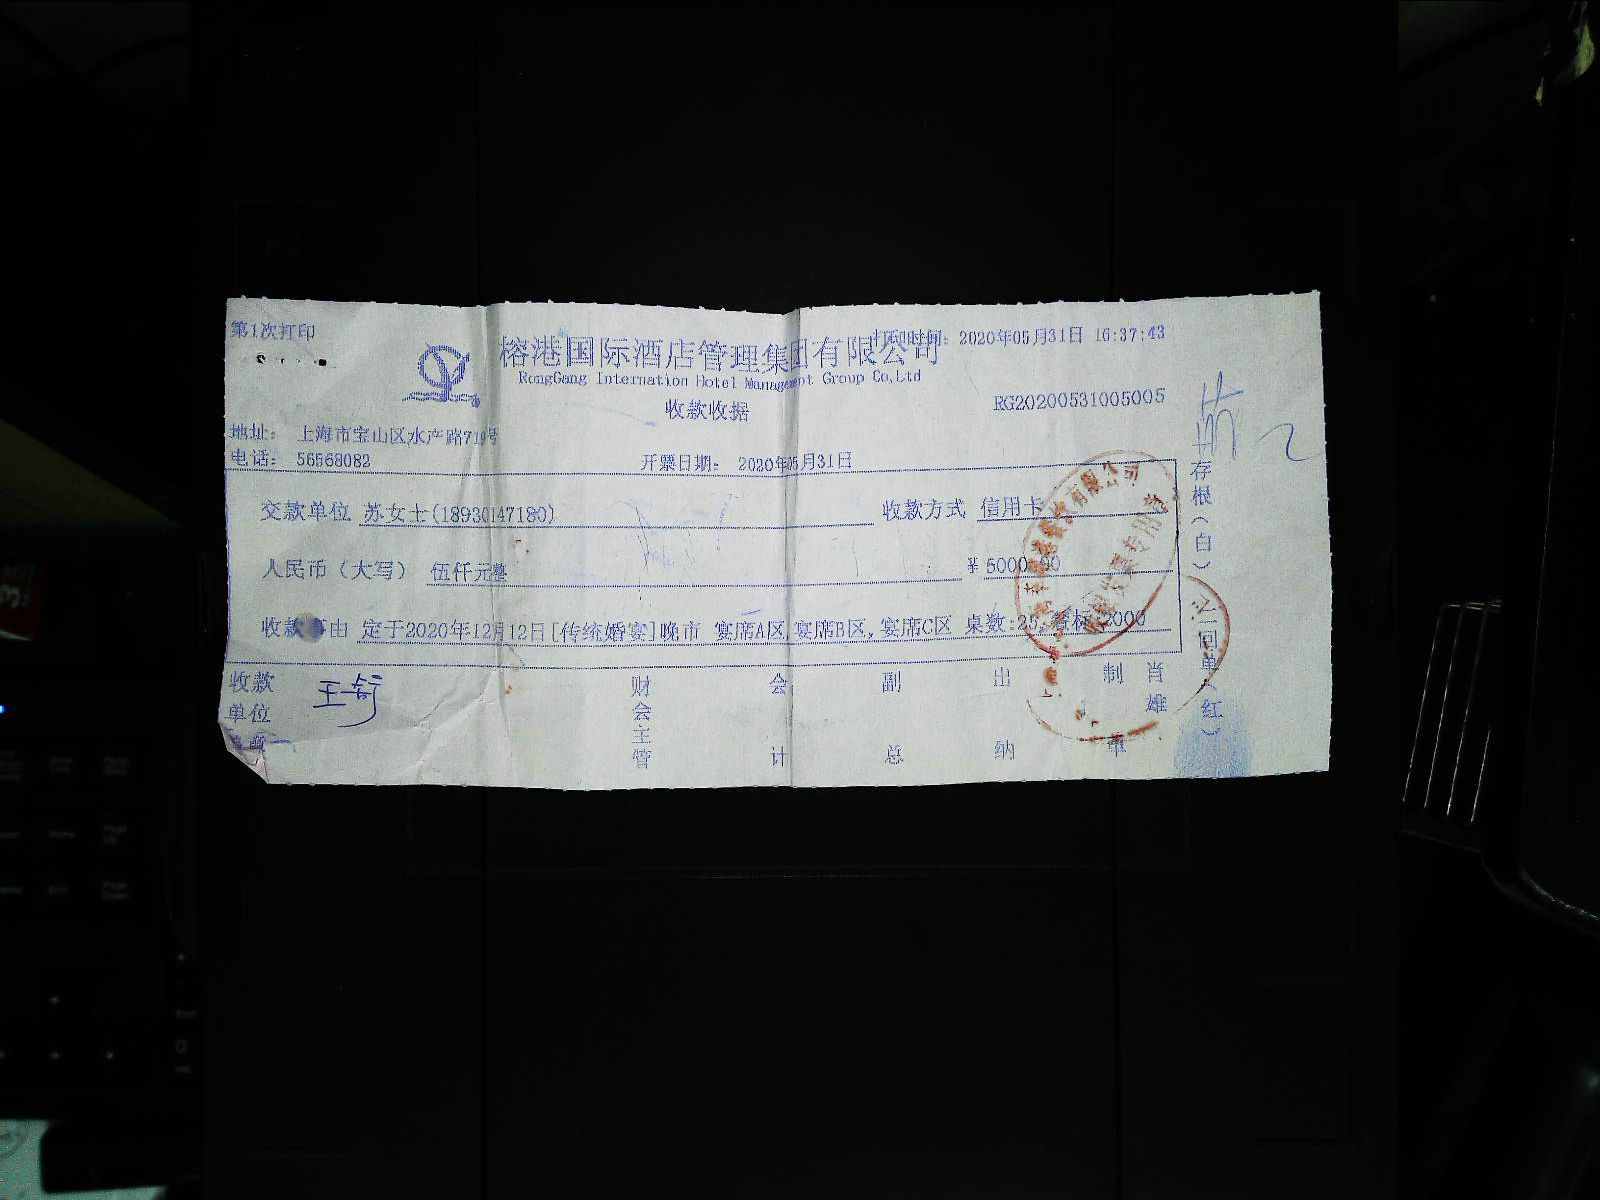 第1次打印
打印时间: 2020年05月31日 16:37:43
榕港国际酒店管理集团有限公司
RongGang Internation Hotel Management Group Co,Ltd
收款收据
RG20200531005005
地址: 上海市宝山区水产路719号
电话: 56568082
开票日期: 2020年05月31日
交款单位 苏女士(18930147180)
收款方式 信用卡
人民币（大写） 伍仟元整
¥5000.00
收款事由 定于2020年12月12日[传统婚宴]晚市 宴席A区,宴席B区,宴席C区 桌数:25,餐标:2000
收款单位
财会主管
会计
副总
出纳
制单
肖雄
存根（白）
回单（红）